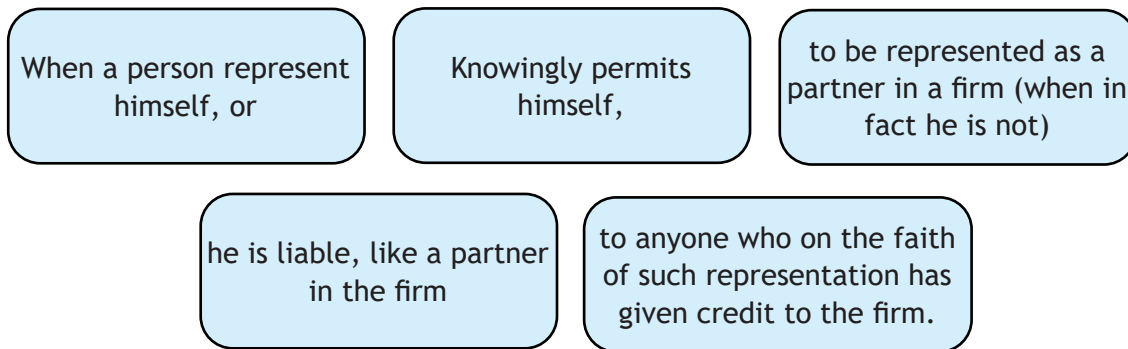 When a person represent
himself, or
Knowingly permits
himself,
to be represented as a
partner in a firm (when in
fact he is not)
he is liable, like a partner
in the firm
to anyone who on the faith
of such representation has
given credit to the firm.